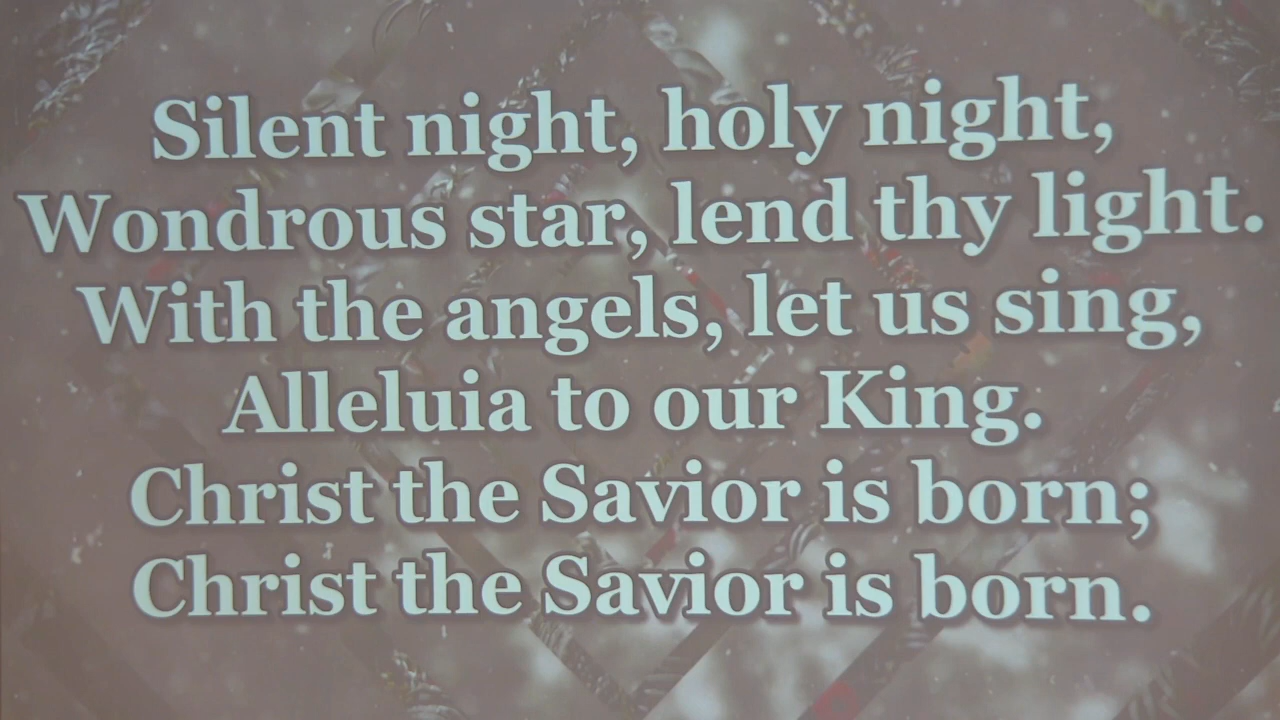 Silent night, holy night,
Wondrous star, lend thy light.
With the angels, let us sing,
Alleluia to our King.
Christ the Savior is born;
Christ the Savior is born.